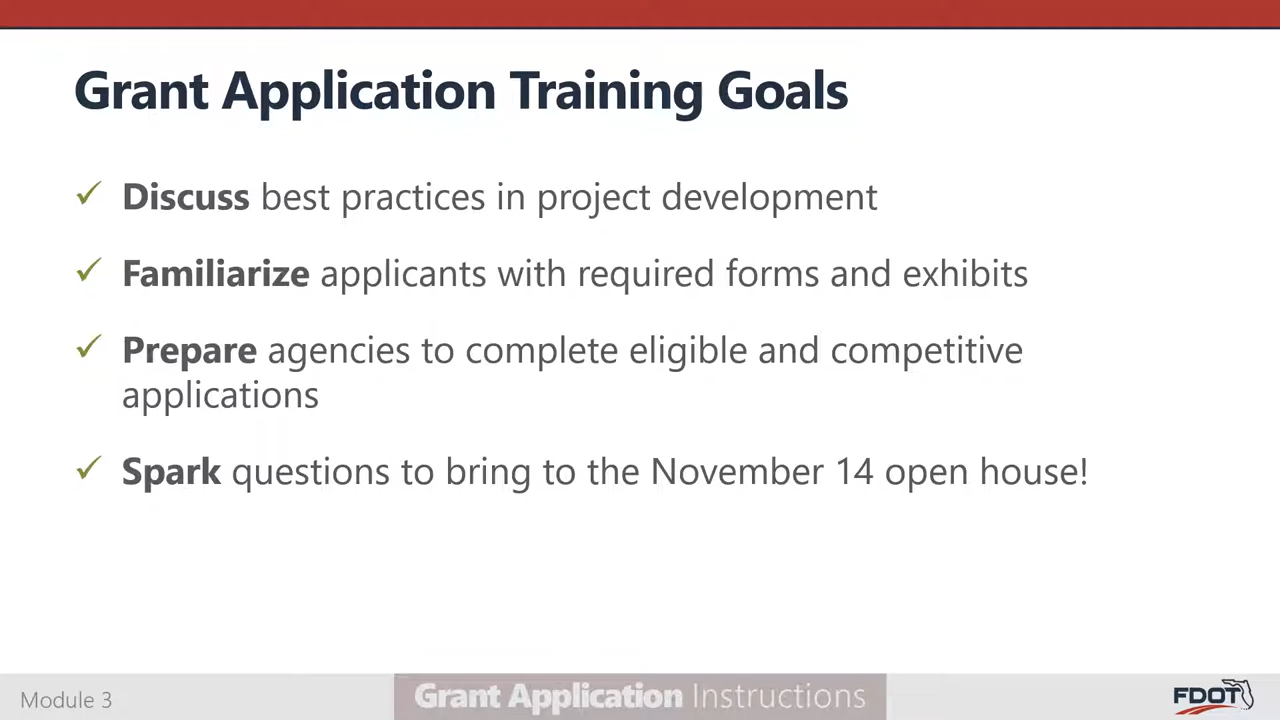 Grant Application Training Goals
✓ Discuss best practices in project development
✓ Familiarize applicants with required forms and exhibits
✓ Prepare agencies to complete eligible and competitive
applications
✓ Spark questions to bring to the November 14 open house!
Module 3
Grant Application Instructions
FDOT